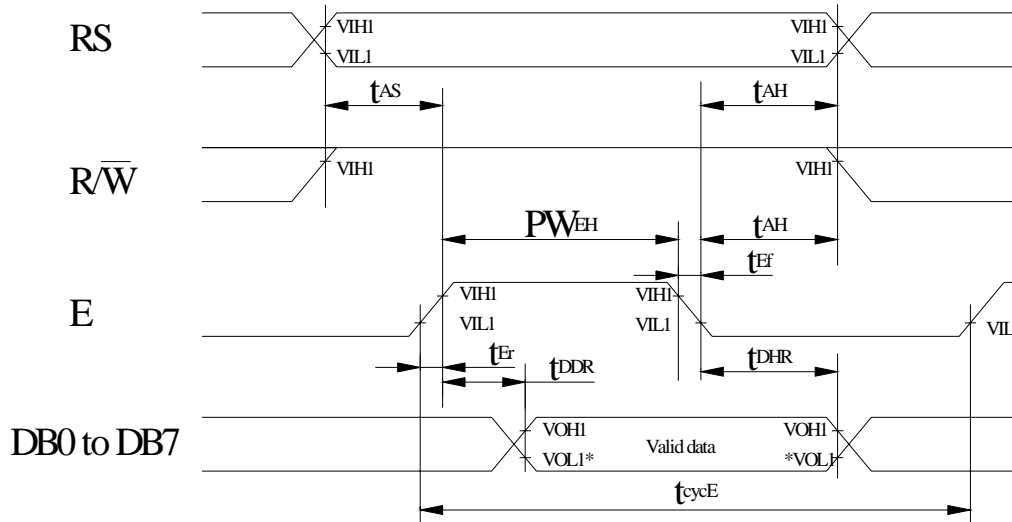 RS
VIH1
VIL1
VIH1
VIL1
tAS
tAH
R/W̅
VIH1
VIH1
PWEH
tAH
tEf
E
VIH1
VIL1
VIH1
VIL1
VIL
tEr
tDDR
tDHR
DB0 to DB7
VOH1
VOL1*
Valid data
VOH1
*VOL1
tcycE